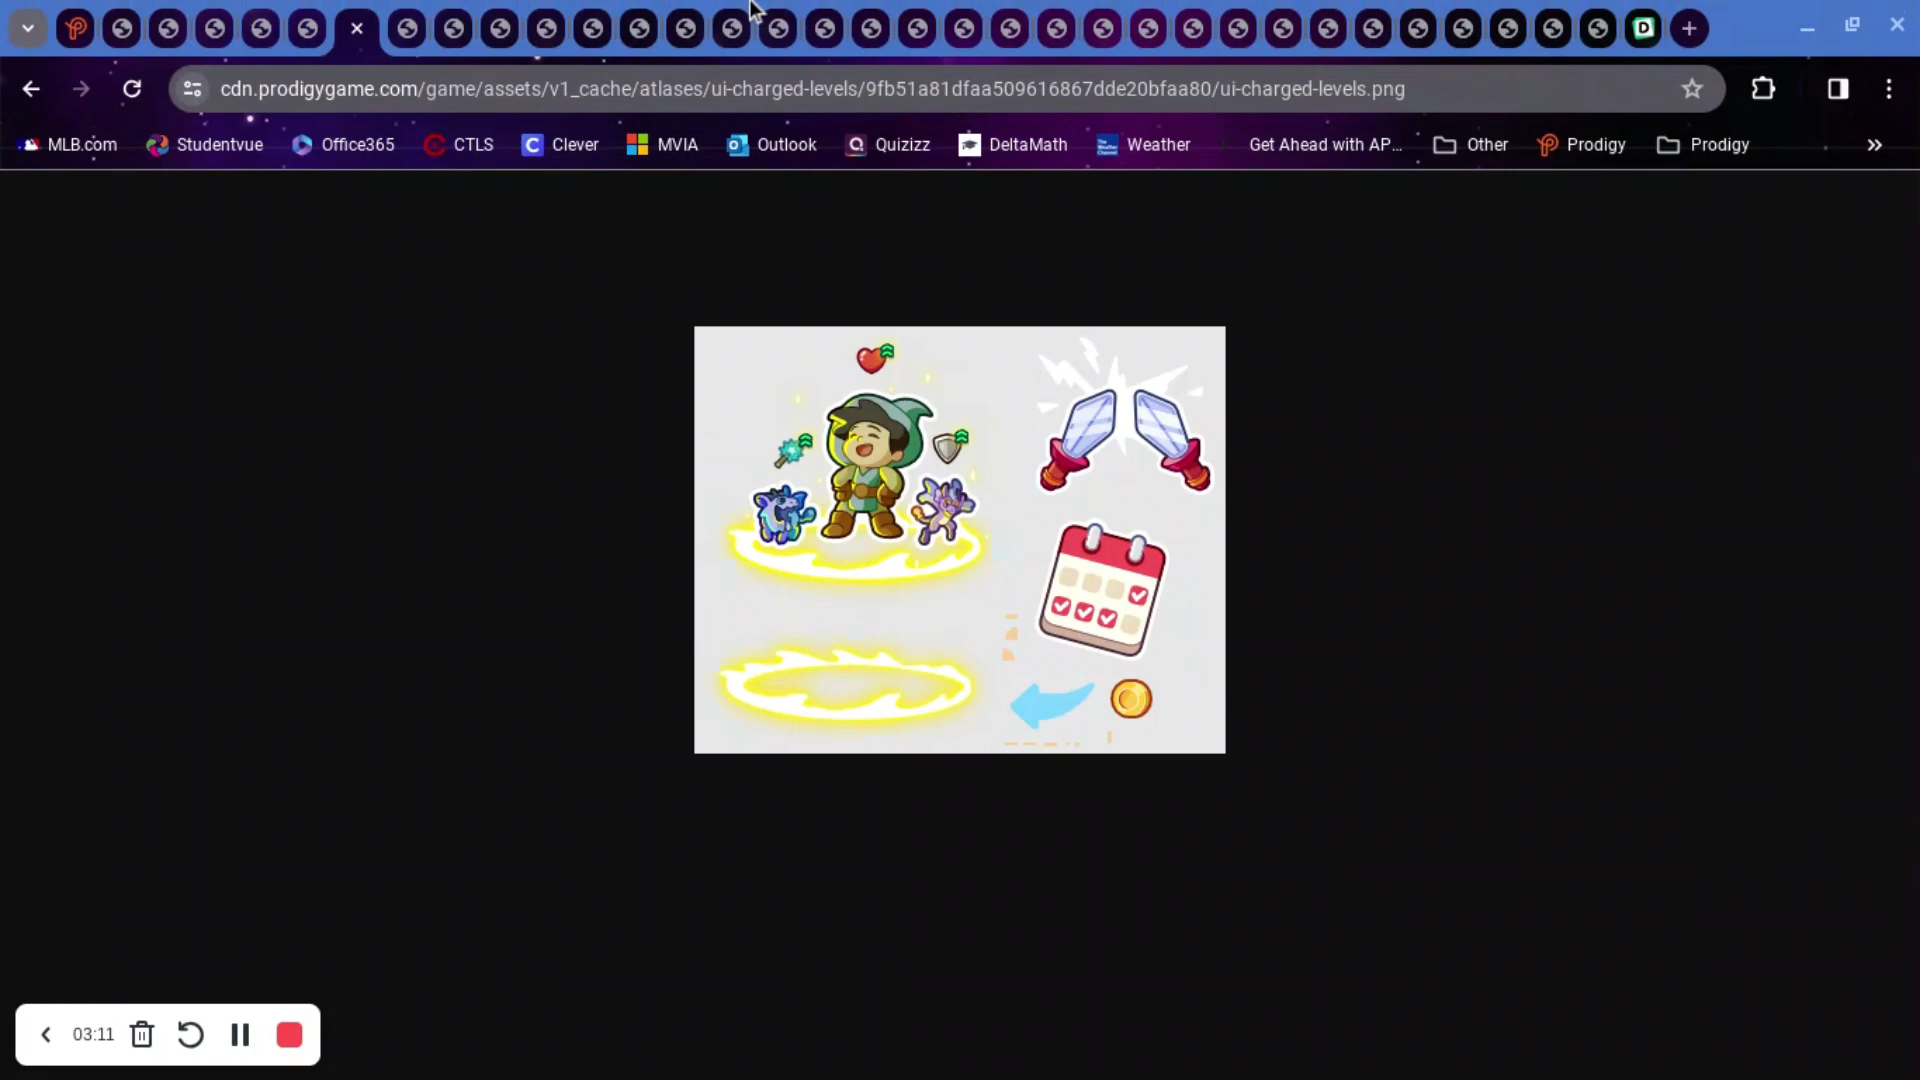 cdn.prodigygame.com/game/assets/v1_cache/atlases/ui-charged-levels/9fb51a81dfaa509616867dde20bfaa80/ui-charged-levels.png
MLB.com Studentvue Office365 CTLS Clever MVIA Outlook Quizizz DeltaMath Weather Get Ahead with AP... Other Prodigy Prodigy
03:11